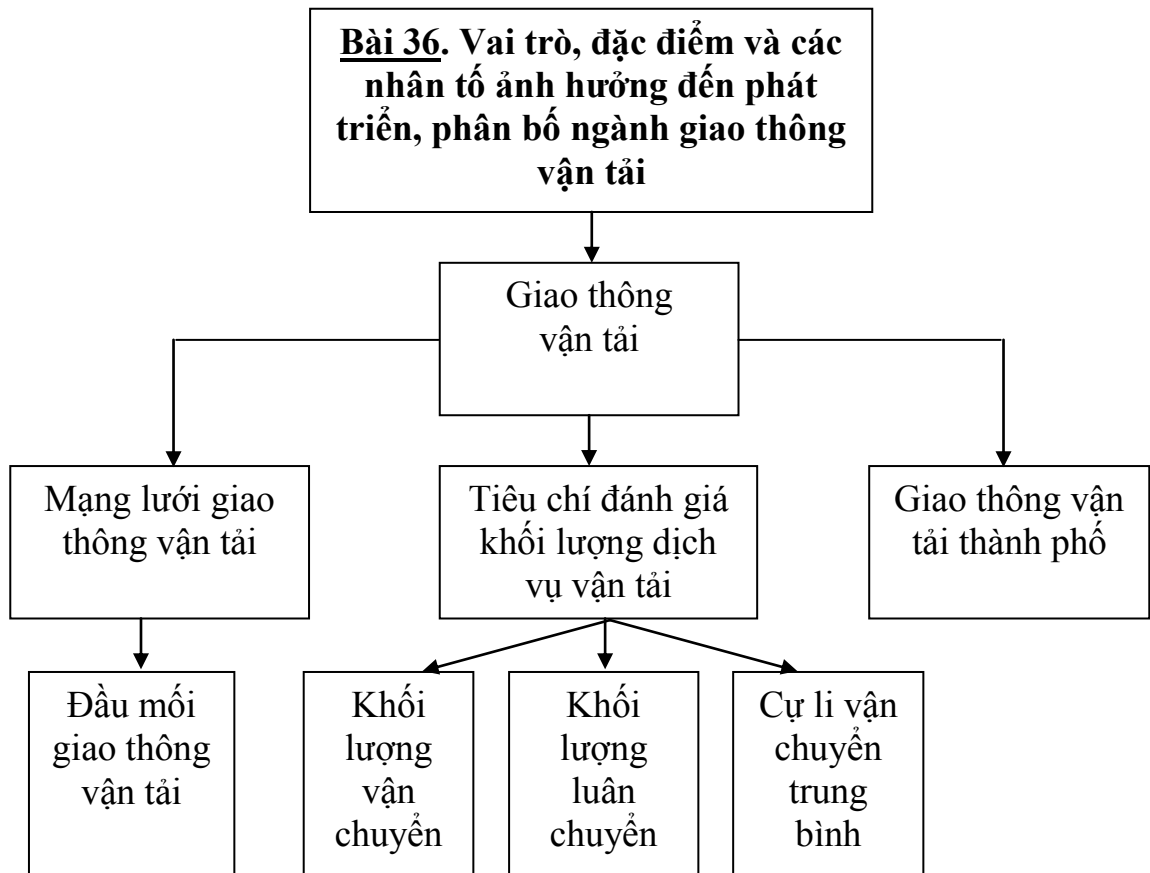 Bài 36. Vai trò, đặc điểm và các
nhân tố ảnh hưởng đến phát
triển, phân bố ngành giao thông
vận tải
Giao thông
vận tải
Mạng lưới giao
thông vận tải
Tiêu chí đánh giá
khối lượng dịch
vụ vận tải
Giao thông vận
tải thành phố
Đầu mối
giao thông
vận tải
Khối
lượng
vận
chuyển
Khối
lượng
luân
chuyển
Cự li vận
chuyển
trung
bình